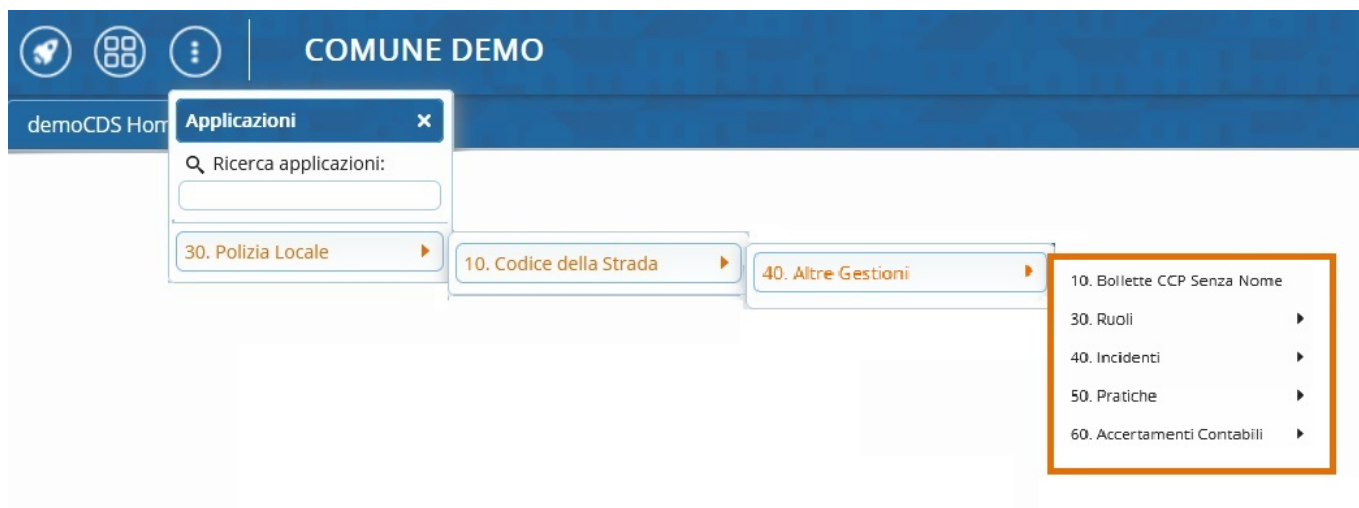 COMUNE DEMO
demoCDS Hom
Applicazioni
Ricerca applicazioni:
30. Polizia Locale
10. Codice della Strada
40. Altre Gestioni
10. Bollette CCP Senza Nome
30. Ruoli
40. Incidenti
50. Pratiche
60. Accertamenti Contabili